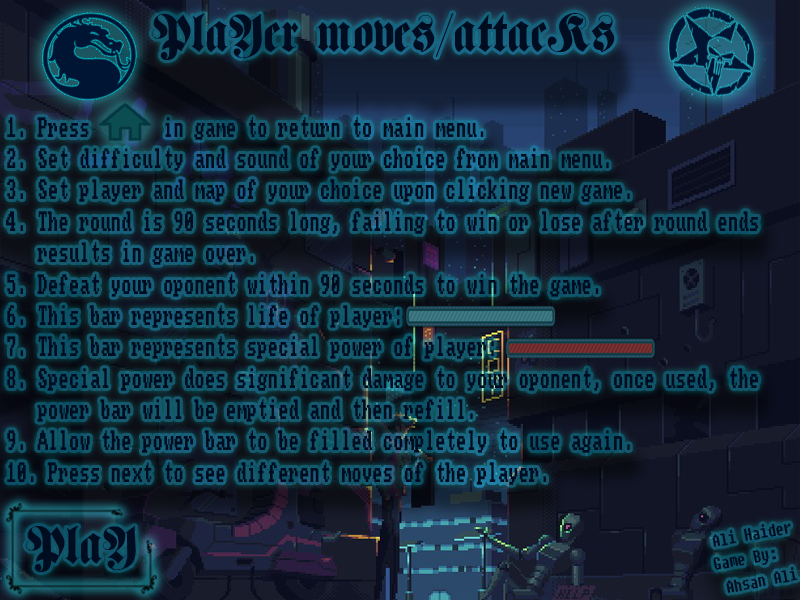 PlaYer moves/attacKs
1. Press in game to return to main menu.
2. Set difficulty and sound of your choice from main menu.
3. Set player and map of your choice upon clicking new game.
4. The round is 90 seconds long, failing to win or lose after round ends
results in game over.
5. Defeat your oponent within 90 seconds to win the game.
6. This bar represents life of player:
7. This bar represents special power of player:
8. Special power does significant damage to your oponent, once used, the
power bar will be emptied and then refill.
9. Allow the power bar to be filled completely to use again.
10. Press next to see different moves of the player.
PlaY
Ali Haider
Game By:
Ahsan Ali